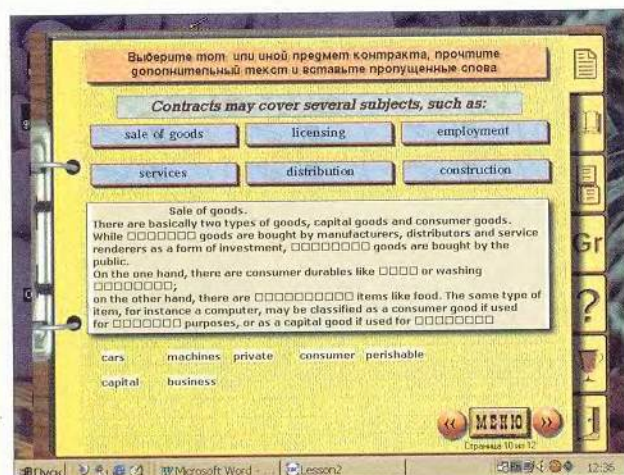 Выберите тот или иной предмет контракта, прочтите
дополнительный текст и вставьте пропущенные слова
Contracts may cover several subjects, such as:
sale of goods licensing employment
services distribution construction
Sale of goods.
There are basically two types of goods, capital goods and consumer goods.
While □□□□□□□ goods are bought by manufacturers, distributors and service
renderers as a form of investment, □□□□□□□□ goods are bought by the
public.
On the one hand, there are consumer durables like □□□□ or washing
□□□□□□□□;
on the other hand, there are □□□□□□□□□□ items like food. The same type of
item, for instance a computer, may be classified as a consumer good if used
for □□□□□□□ purposes, or as a capital good if used for □□□□□□□□
cars machines private consumer perishable
capital business
Gr
?
МЕНЮ
Страница 10 из 12
Пуск Microsoft Word - ... Lesson2 12:36